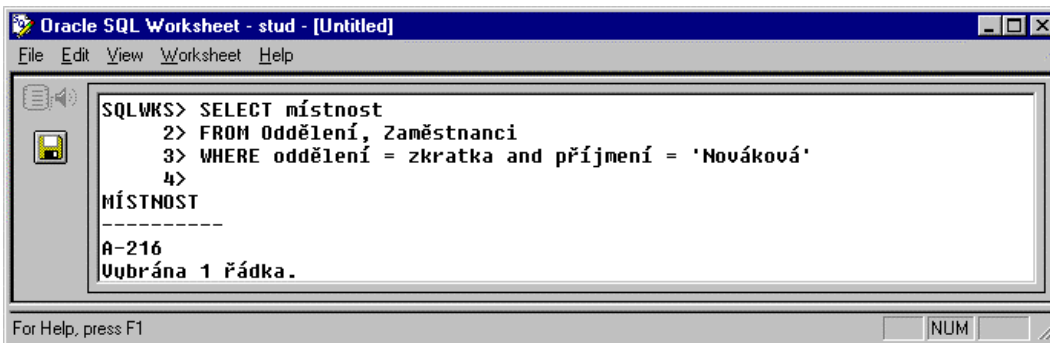 Oracle SQL Worksheet - stud - [Untitled]
File Edit View Worksheet Help
SQLWKS> SELECT místnost
2> FROM Oddělení, Zaměstnanci
3> WHERE oddělení = zkratka and příjmení = 'Nováková'
4>
MÍSTNOST
----------
A-216
Vybrána 1 řádka.
For Help, press F1
NUM